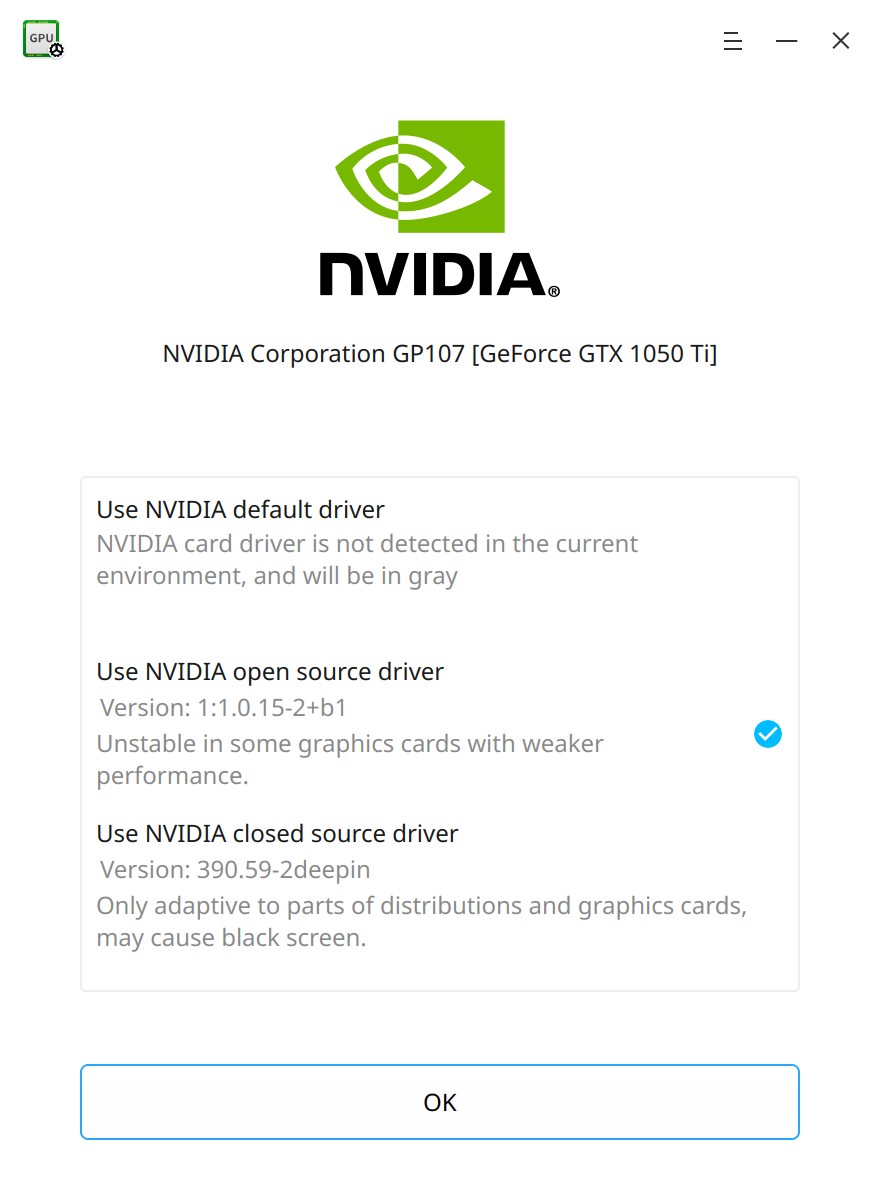 GPU
NVIDIA®
NVIDIA Corporation GP107 [GeForce GTX 1050 Ti]
Use NVIDIA default driver
NVIDIA card driver is not detected in the current
environment, and will be in gray
Use NVIDIA open source driver
Version: 1:1.0.15-2+b1
Unstable in some graphics cards with weaker
performance.
Use NVIDIA closed source driver
Version: 390.59-2deepin
Only adaptive to parts of distributions and graphics cards,
may cause black screen.
OK